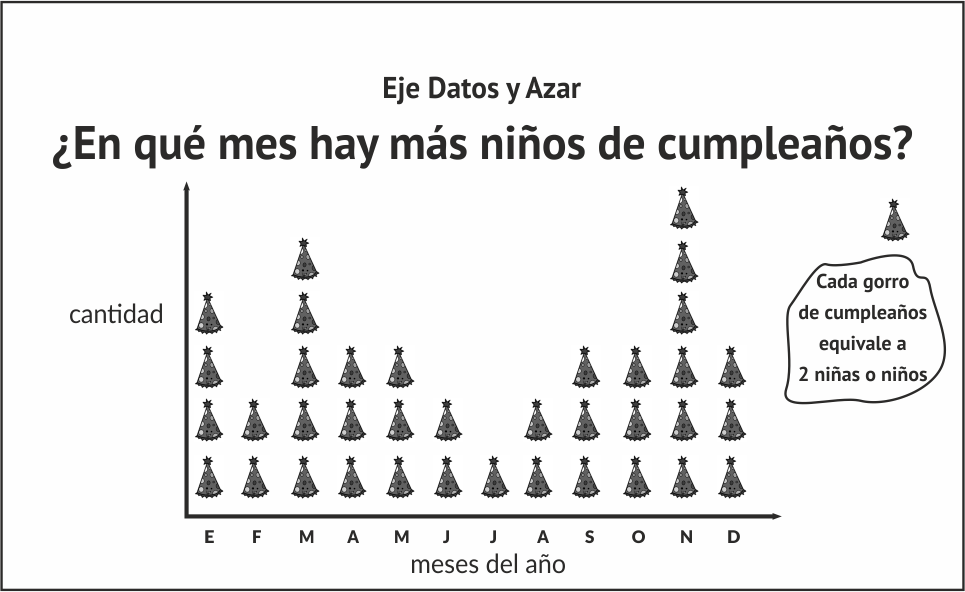 Eje Datos y Azar
¿En qué mes hay más niños de cumpleaños?
cantidad
Cada gorro
de cumpleaños
equivale a
2 niñas o niños
E F M A M J J A S O N D
meses del año